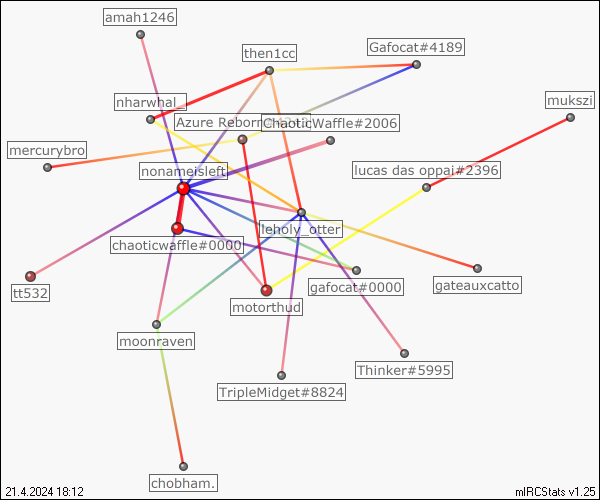 amah1246
then1cc
Gafocat#4189
nharwhal_
mukszi
Azure Reborn
ChaoticWaffle#2006
mercurybro
nonameisleft
lucas das oppai#2396
leholy_otter
chaoticwaffle#0000
tt532
gafocat#0000
gateauxcatto
motorthud
moonraven
Thinker#5995
TripleMidget#8824
chobham.
21.4.2024 18:12
mIRCStats v1.25